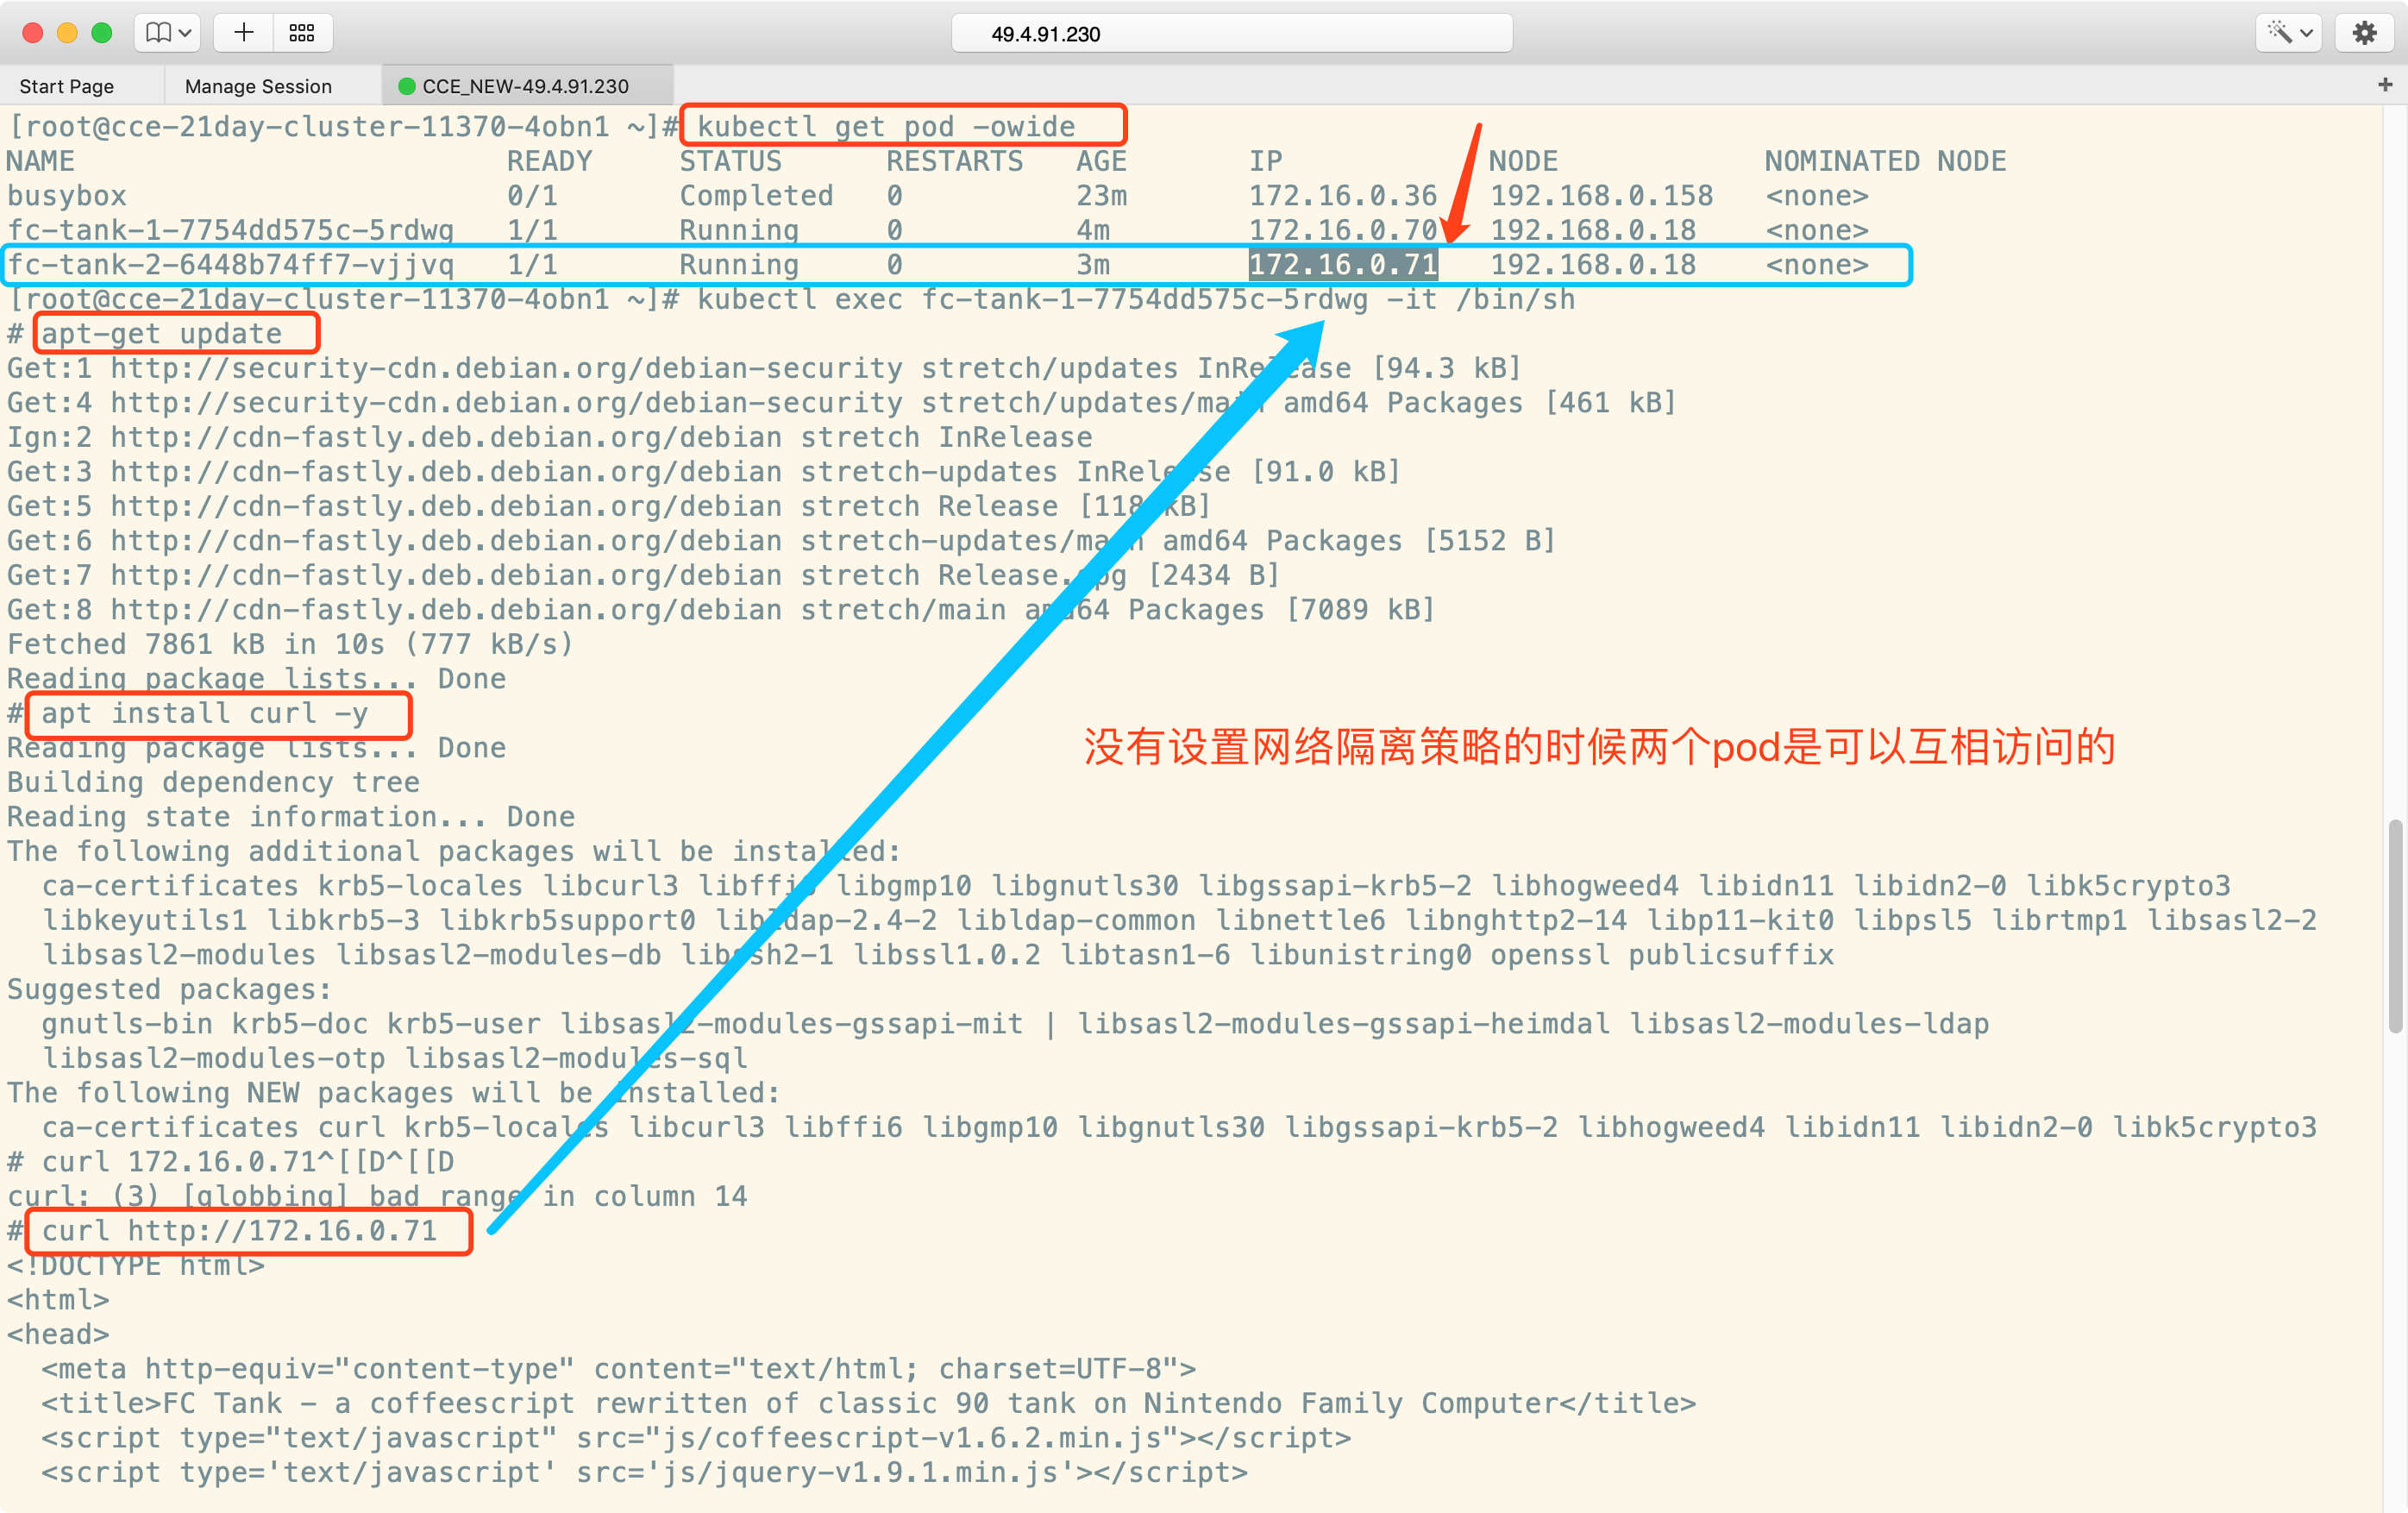 49.4.91.230
Start Page
Manage Session
CCE_NEW-49.4.91.230
[root@cce-21day-cluster-11370-4obn1 ~]# kubectl get pod -owide
NAME READY STATUS RESTARTS AGE IP NODE NOMINATED NODE
busybox 0/1 Completed 0 23m 172.16.0.36 192.168.0.158 <none>
fc-tank-1-7754dd575c-5rdwg 1/1 Running 0 4m 172.16.0.70 192.168.0.18 <none>
fc-tank-2-6448b74ff7-vjjvq 1/1 Running 0 3m 172.16.0.71 192.168.0.18 <none>
[root@cce-21day-cluster-11370-4obn1 ~]# kubectl exec fc-tank-1-7754dd575c-5rdwg -it /bin/sh
# apt-get update
Get:1 http://security-cdn.debian.org/debian-security stretch/updates InRelease [94.3 kB]
Get:4 http://security-cdn.debian.org/debian-security stretch/updates/main amd64 Packages [461 kB]
Ign:2 http://cdn-fastly.deb.debian.org/debian stretch InRelease
Get:3 http://cdn-fastly.deb.debian.org/debian stretch-updates InRelease [91.0 kB]
Get:5 http://cdn-fastly.deb.debian.org/debian stretch Release [118 kB]
Get:6 http://cdn-fastly.deb.debian.org/debian stretch-updates/main amd64 Packages [5152 B]
Get:7 http://cdn-fastly.deb.debian.org/debian stretch Release.gpg [2434 B]
Get:8 http://cdn-fastly.deb.debian.org/debian stretch/main amd64 Packages [7089 kB]
Fetched 7861 kB in 10s (777 kB/s)
Reading package lists... Done
# apt install curl -y
Reading package lists... Done
没有设置网络隔离策略的时候两个pod是可以互相访问的
Building dependency tree
Reading state information... Done
The following additional packages will be installed:
ca-certificates krb5-locales libcurl3 libffi6 libgmp10 libgnutls30 libgssapi-krb5-2 libhogweed4 libidn11 libidn2-0 libk5crypto3
libkeyutils1 libkrb5-3 libkrb5support0 libldap-2.4-2 libldap-common libnettle6 libnghttp2-14 libp11-kit0 libpsl5 librtmp1 libsasl2-2
libsasl2-modules libsasl2-modules-db libssh2-1 libssl1.0.2 libtasn1-6 libunistring0 openssl publicsuffix
Suggested packages:
gnutls-bin krb5-doc krb5-user libsasl2-modules-gssapi-mit | libsasl2-modules-gssapi-heimdal libsasl2-modules-ldap
libsasl2-modules-otp libsasl2-modules-sql
The following NEW packages will be installed:
ca-certificates curl krb5-locales libcurl3 libffi6 libgmp10 libgnutls30 libgssapi-krb5-2 libhogweed4 libidn11 libidn2-0 libk5crypto3
# curl 172.16.0.71^[[D^[[D
curl: (3) [globbing] bad range in column 14
# curl http://172.16.0.71
<!DOCTYPE html>
<html>
<head>
<meta http-equiv="content-type" content="text/html; charset=UTF-8">
<title>FC Tank - a coffeescript rewritten of classic 90 tank on Nintendo Family Computer</title>
<script type="text/javascript" src="js/coffeescript-v1.6.2.min.js"></script>
<script type='text/javascript' src='js/jquery-v1.9.1.min.js'></script>